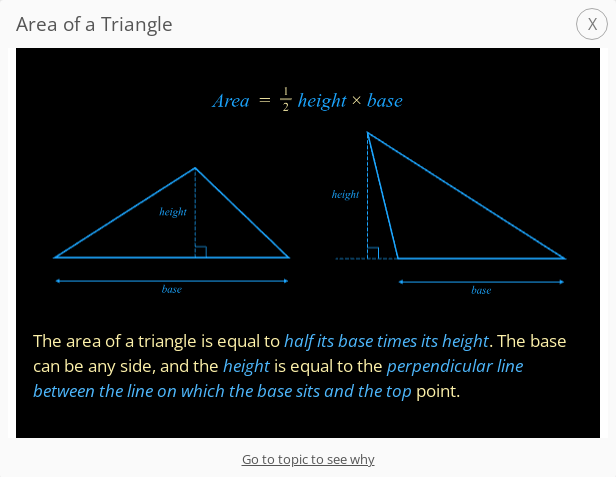 Area of a Triangle
X
Area = 1/2 height × base
height
height
base
base
The area of a triangle is equal to half its base times its height. The base
can be any side, and the height is equal to the perpendicular line
between the line on which the base sits and the top point.
Go to topic to see why